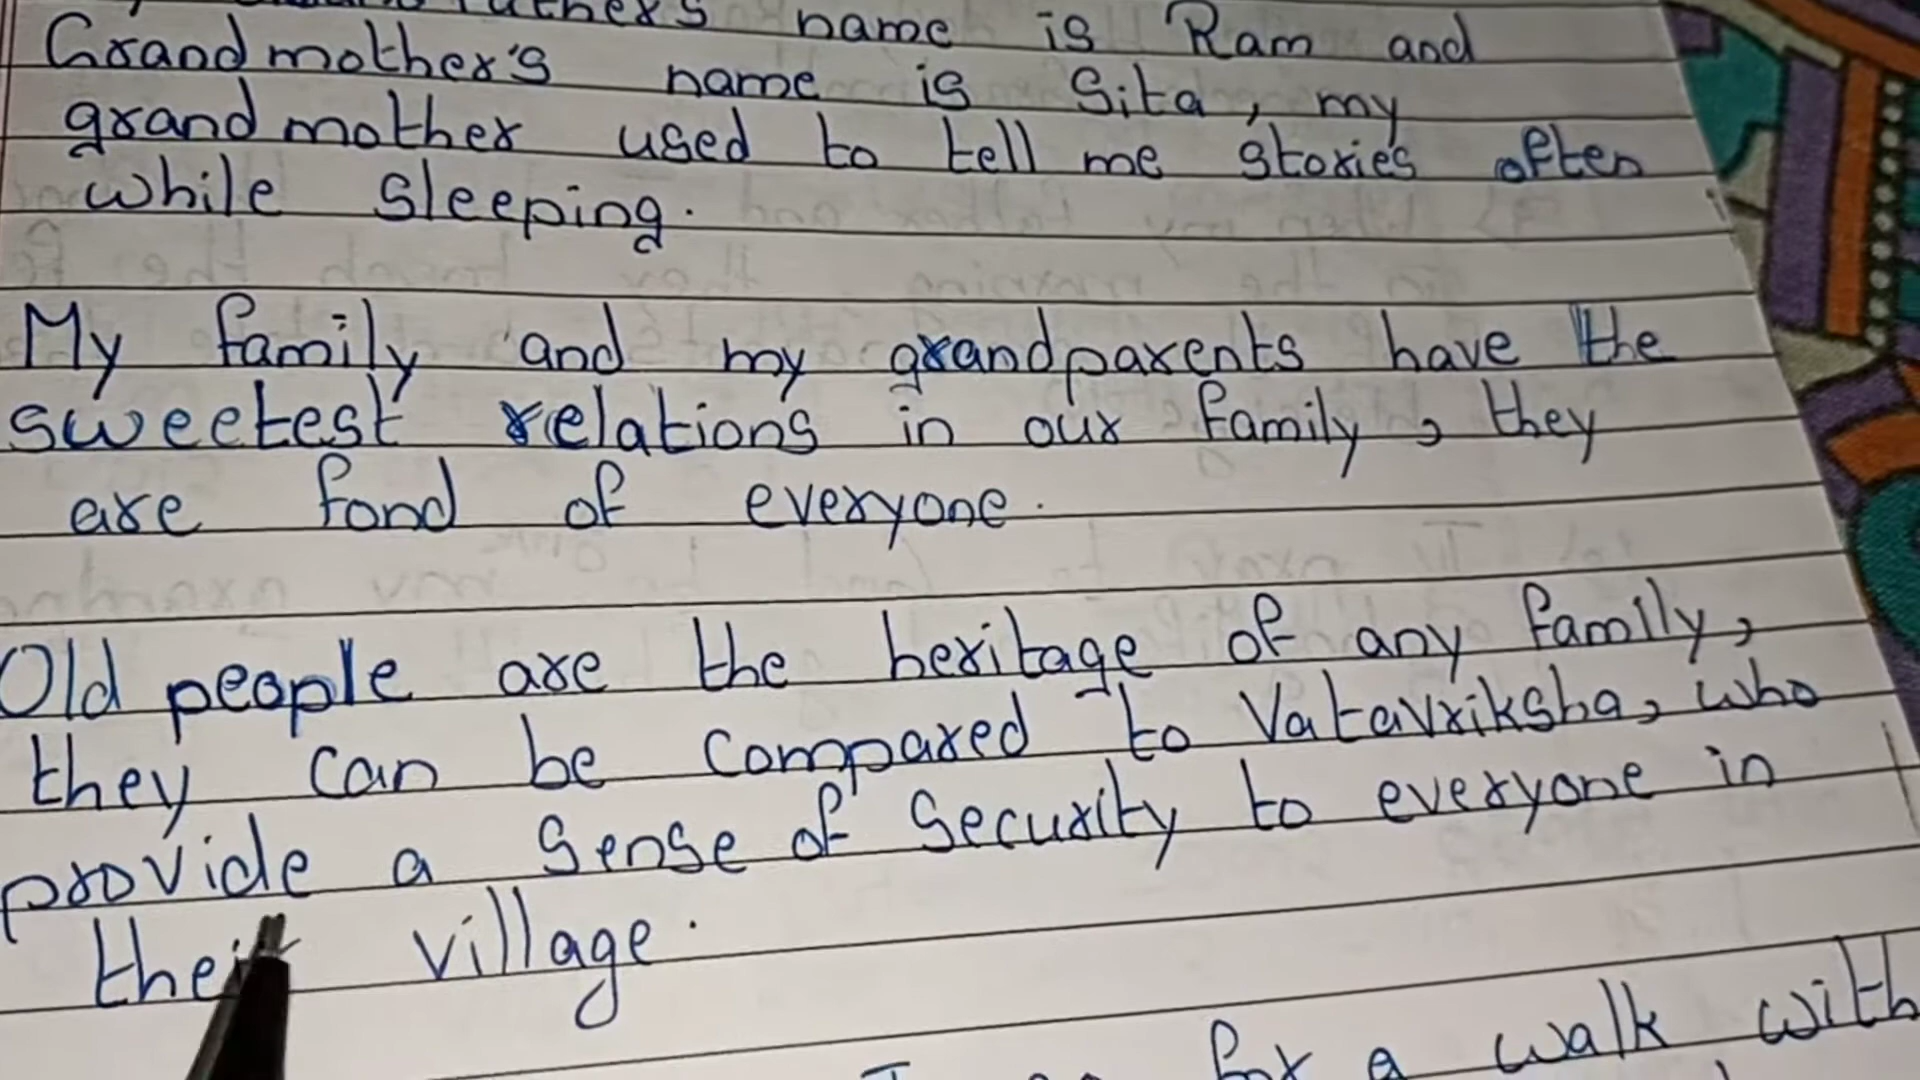 name is Ram and
Grandmother's name is Sita, my
grandmother used to tell me stories often
while sleeping.
My family and my grandparents have the
sweetest relations in our family, they
are fond of everyone.
Old people are the heritage of any family,
they can be compared to Vatavriksha, who
provide a sense of security to everyone in
their village.
for a walk with